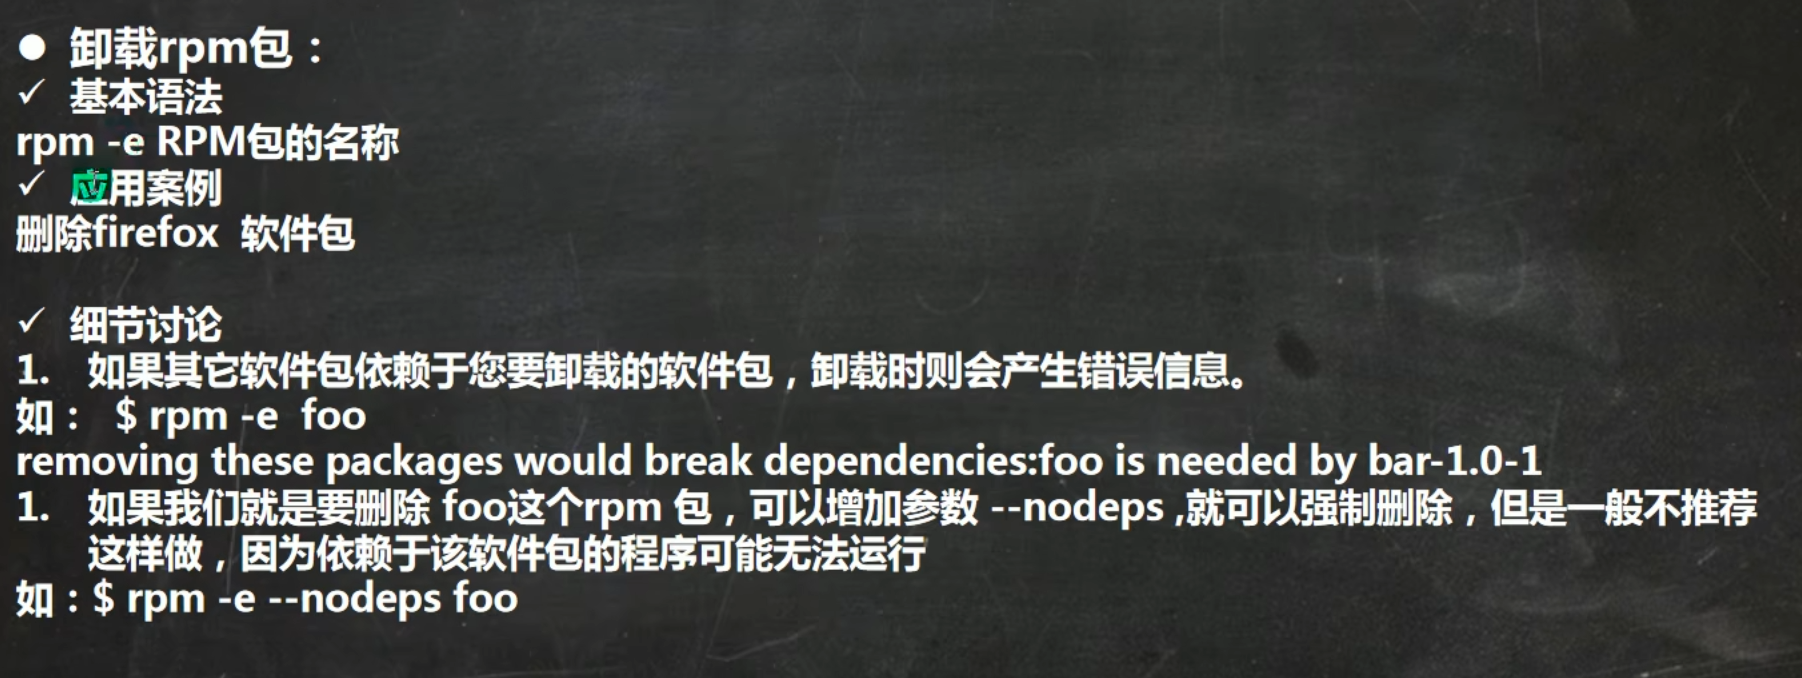 ● 卸载rpm包：
✓ 基本语法
rpm -e RPM包的名称
✓ 应用案例
删除firefox 软件包
✓ 细节讨论
1. 如果其它软件包依赖于您要卸载的软件包，卸载时则会产生错误信息。
如： $ rpm -e foo
removing these packages would break dependencies:foo is needed by bar-1.0-1
1. 如果我们就是要删除 foo这个rpm 包，可以增加参数 --nodeps ,就可以强制删除，但是一般不推荐
这样做，因为依赖于该软件包的程序可能无法运行
如：$ rpm -e --nodeps foo